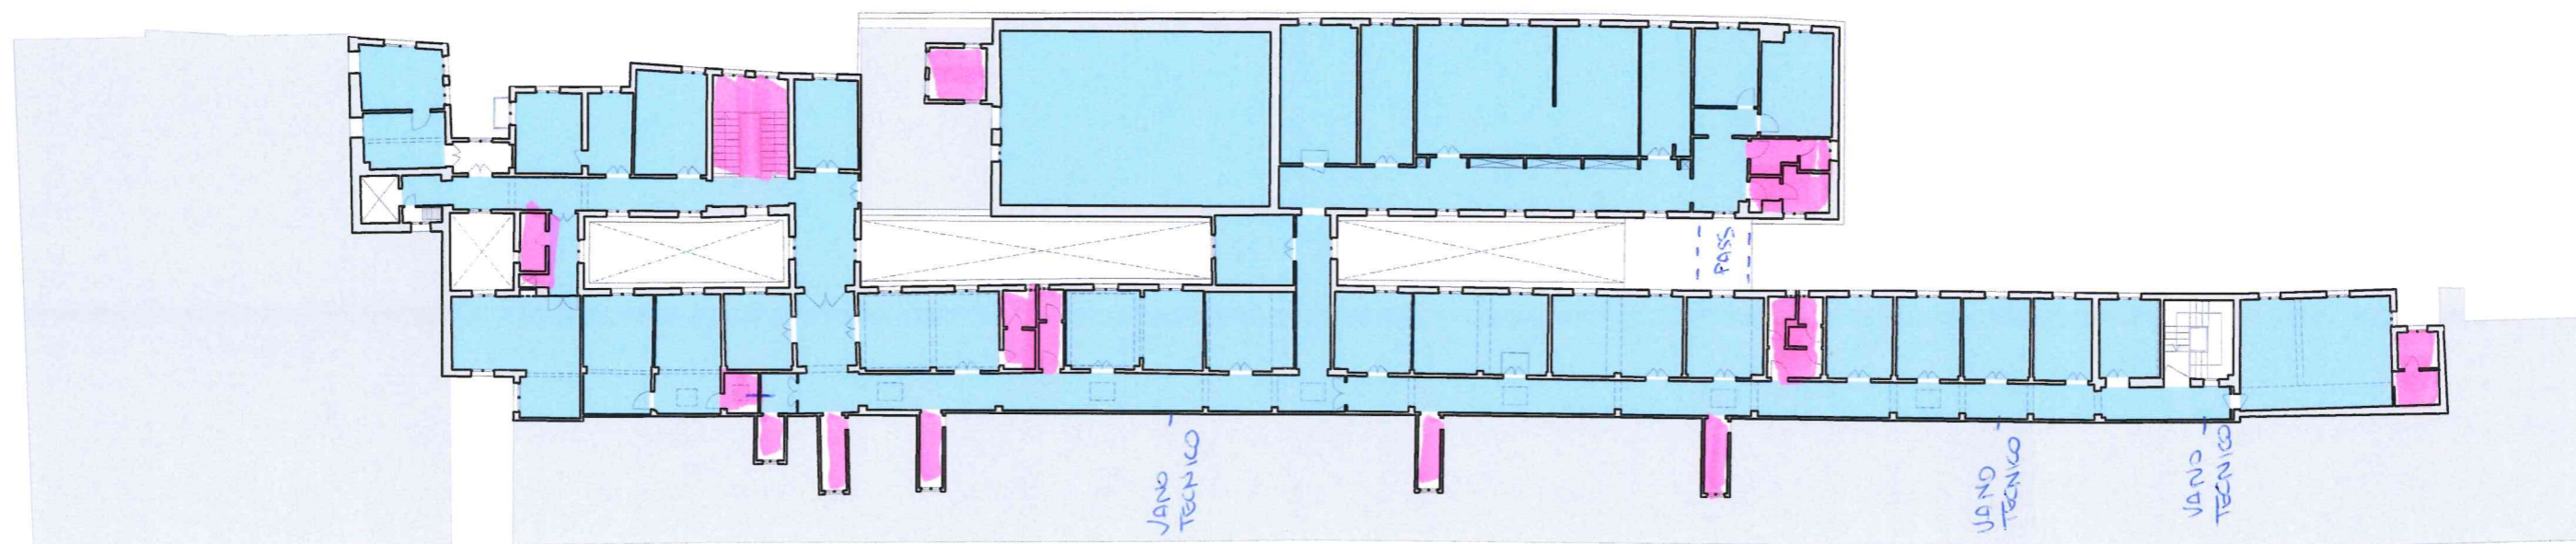 PASS.
VANO
TECNICO
VANO
TECNICO
VANO
TECNICO